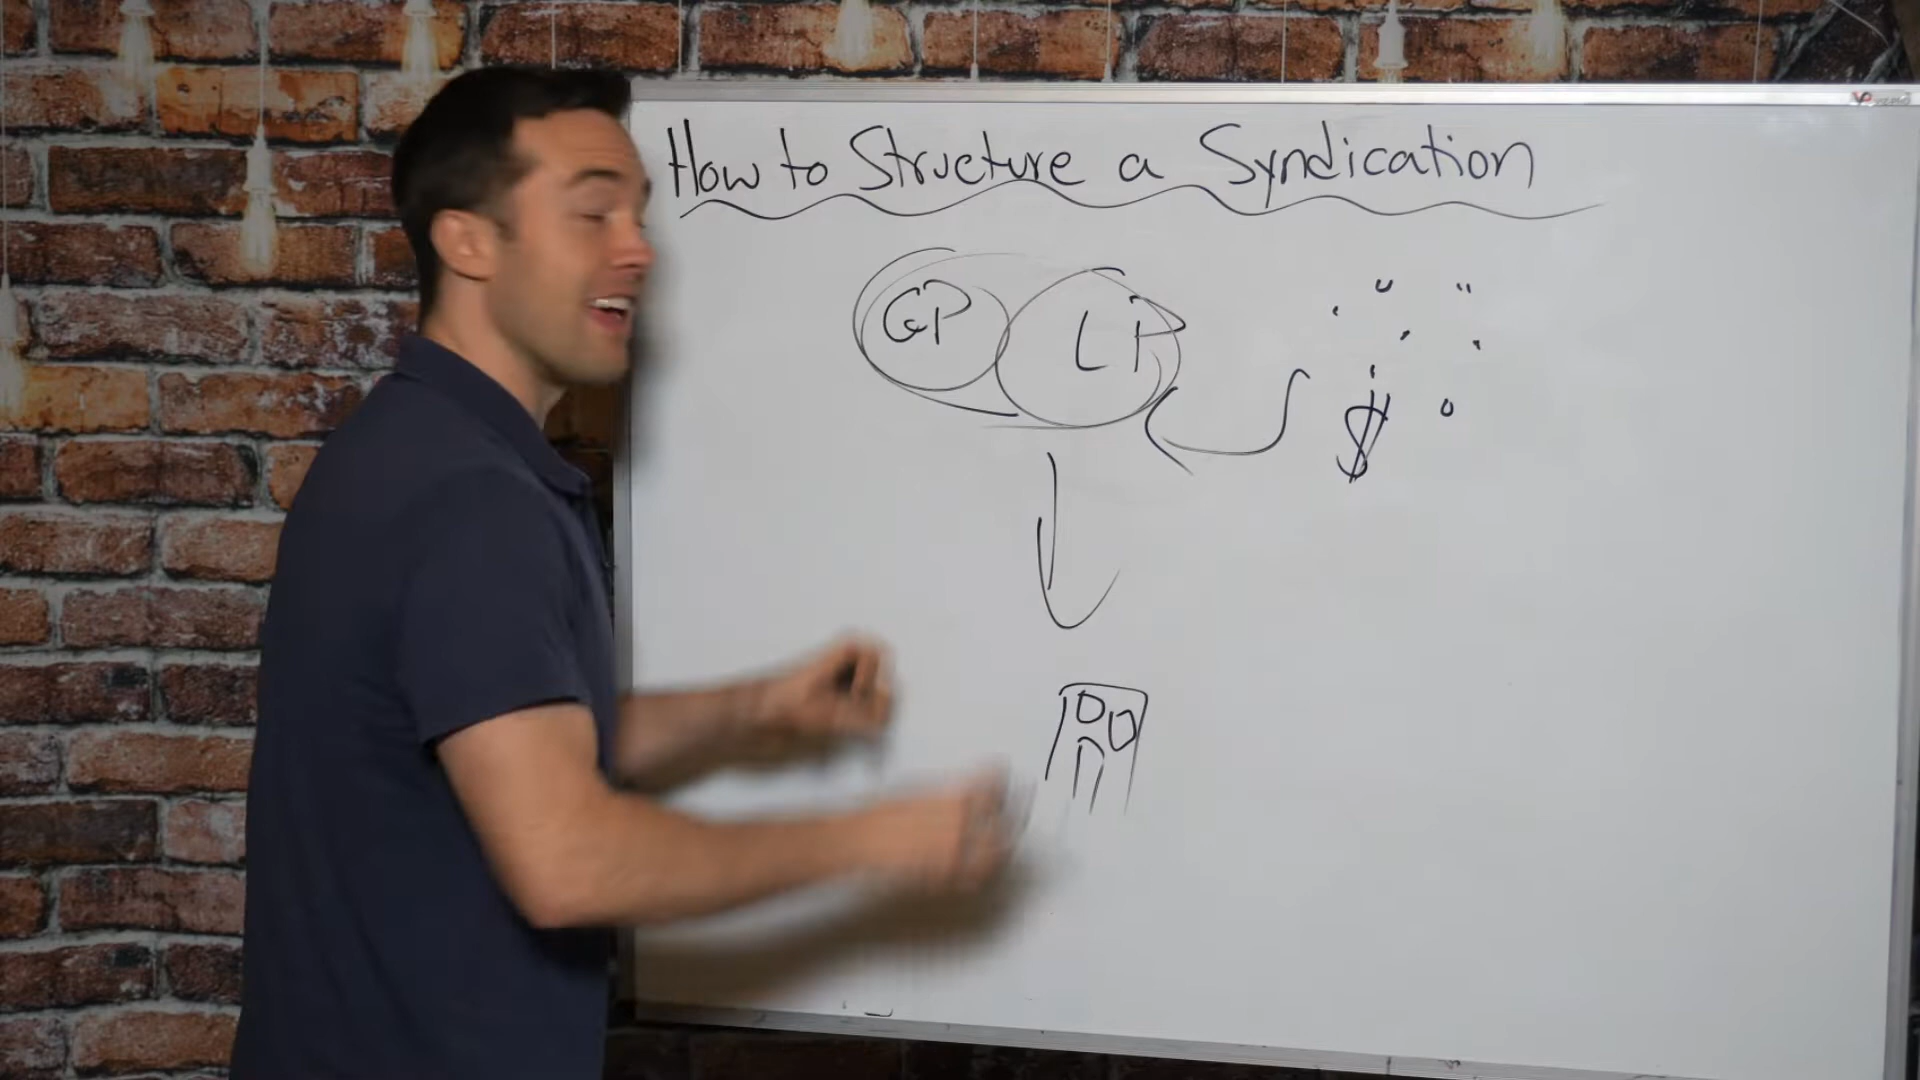 How to Structure a Syndication
GP LP
$